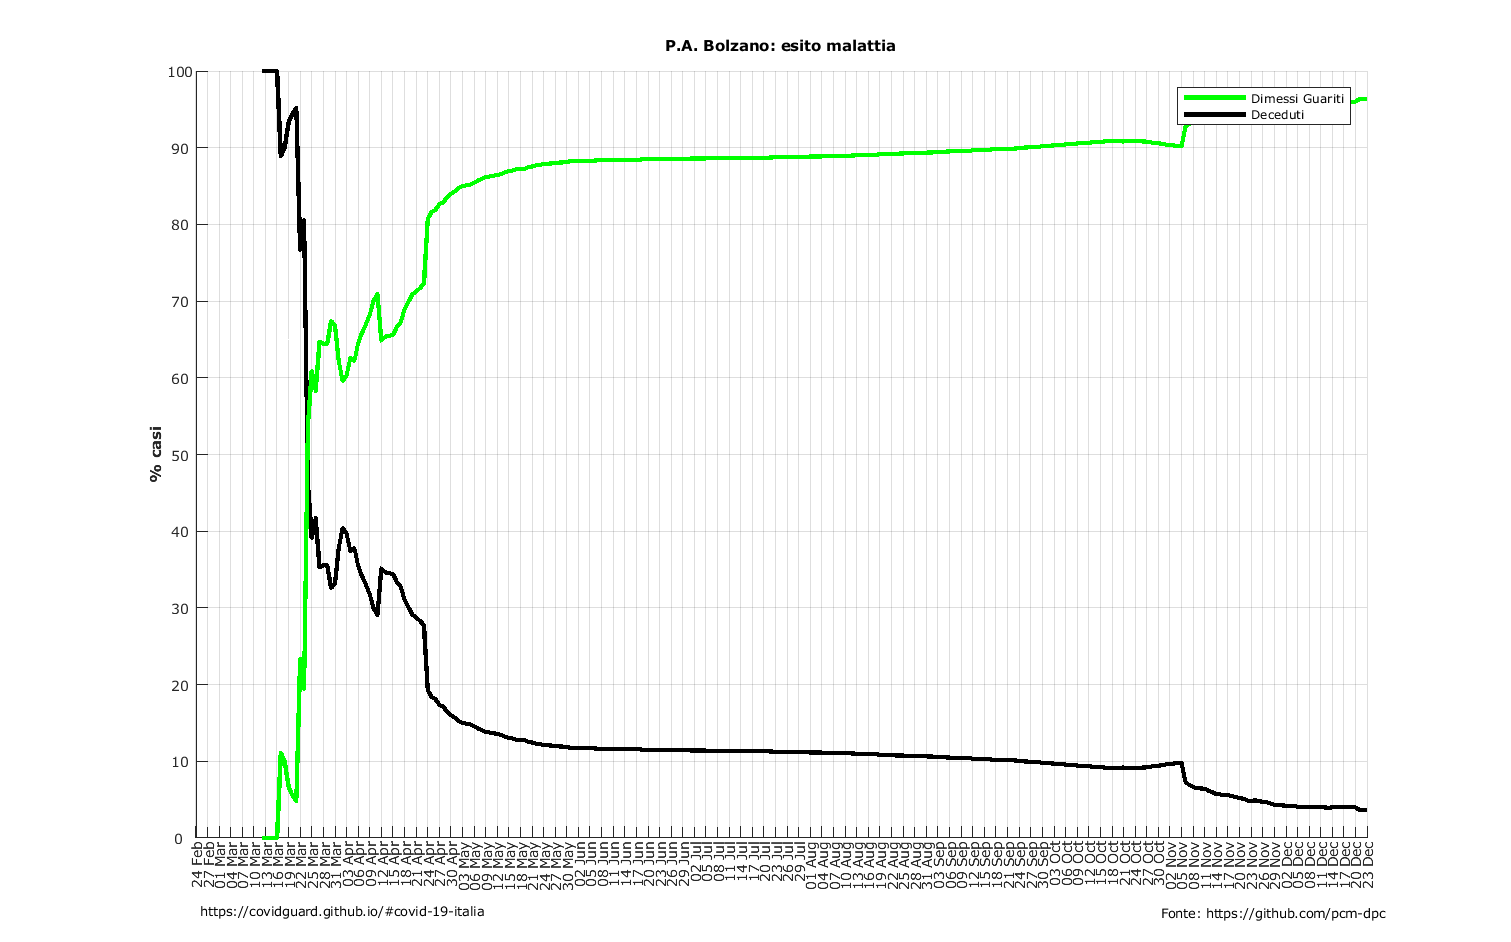 P.A. Bolzano: esito malattia
Dimessi Guariti
Deceduti
% casi
100
90
80
70
60
50
40
30
20
10
0
24 Feb
27 Feb
01 Mar
04 Mar
07 Mar
10 Mar
13 Mar
16 Mar
19 Mar
22 Mar
25 Mar
28 Mar
31 Mar
03 Apr
06 Apr
09 Apr
12 Apr
15 Apr
18 Apr
21 Apr
24 Apr
27 Apr
30 Apr
03 May
06 May
09 May
12 May
15 May
18 May
21 May
24 May
27 May
30 May
02 Jun
05 Jun
08 Jun
11 Jun
14 Jun
17 Jun
20 Jun
23 Jun
26 Jun
29 Jun
02 Jul
05 Jul
08 Jul
11 Jul
14 Jul
17 Jul
20 Jul
23 Jul
26 Jul
29 Jul
01 Aug
04 Aug
07 Aug
10 Aug
13 Aug
16 Aug
19 Aug
22 Aug
25 Aug
28 Aug
31 Aug
03 Sep
06 Sep
09 Sep
12 Sep
15 Sep
18 Sep
21 Sep
24 Sep
27 Sep
30 Sep
03 Oct
06 Oct
09 Oct
12 Oct
15 Oct
18 Oct
21 Oct
24 Oct
27 Oct
30 Oct
02 Nov
05 Nov
08 Nov
11 Nov
14 Nov
17 Nov
20 Nov
23 Nov
26 Nov
29 Nov
02 Dec
05 Dec
08 Dec
11 Dec
14 Dec
17 Dec
20 Dec
23 Dec
https://covidguard.github.io/#covid-19-italia
Fonte: https://github.com/pcm-dpc